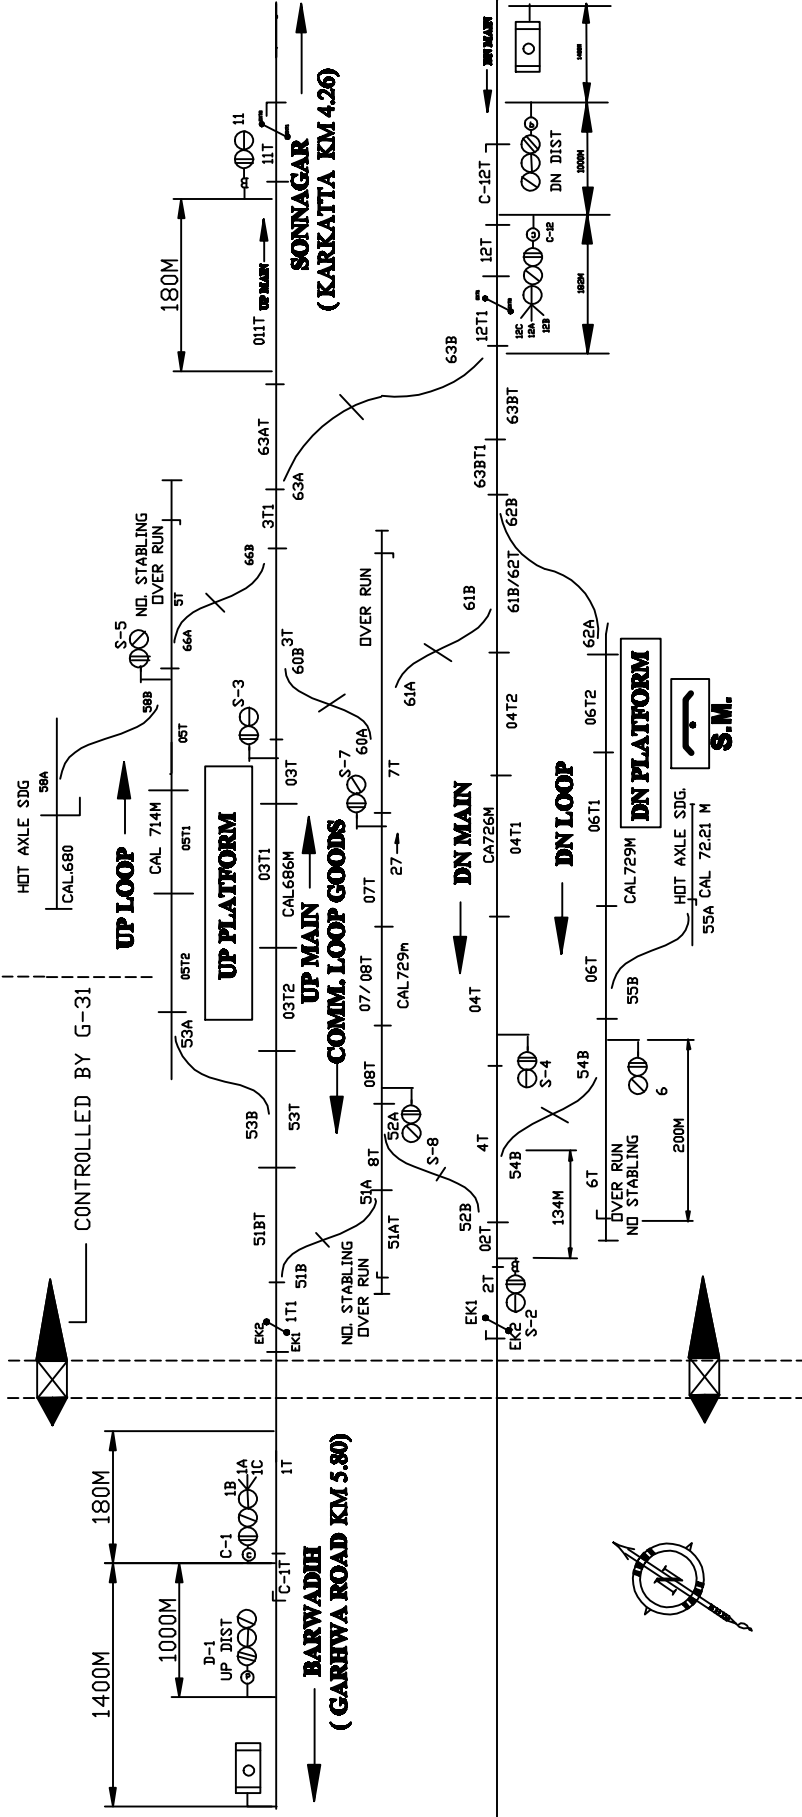 180M
11
11T
011T
UP MAIN
SONNAGAR
( KARKATTA KM 4.26)
DN MAIN
C-12T
DN DIST
1000M
12T
C-12
12T1
12C
12A
12B
182M
63B
63AT
63A
63BT
63BT1
3T1
66B
62B
NO. STABLING
OVER RUN
5T
S-5
66A
3T
60B
OVER RUN
61B
61B/62T
61A
62A
58B
S-3
05T
HOT AXLE SDG
58A
CAL.680
UP LOOP
CAL 714M
05T1
05T2
53A
UP PLATFORM
03T
03T1
CAL686M
UP MAIN
03T2
COMM. LOOP GOODS
60A
S-7
7T
27
07T
07/08T
CAL729m
08T
04T2
DN MAIN
CA726M
04T1
04T
DN LOOP
06T2
06T1
DN PLATFORM
S.M.
CAL729M
HOT AXLE SDG.
55A CAL 72.21 M
06T
55B
CONTROLLED BY G-31
53B
53T
52A
S-8
8T
51A
51AT
51BT
51B
52B
S-4
54B
4T
54B
134M
6
200M
6T
OVER RUN
NO STABLING
02T
2T
EK1
EK2
S-2
NO. STABLING
OVER RUN
EK2
1T1
EK1
180M
1B
1A
1C
C-1
1T
C-1T
1000M
D-1
UP DIST
1400M
BARWADIH
( GARHWA ROAD KM 5.80)
N